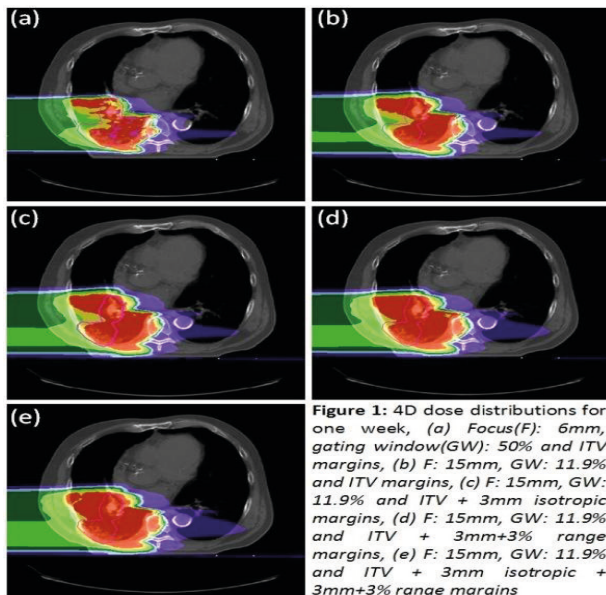 (a)
(b)
(c)
(d)
(e)
Figure 1: 4D dose distributions for
one week, (a) Focus(F): 6mm,
gating window(GW): 50% and ITV
margins, (b) F: 15mm, GW: 11.9%
and ITV margins, (c) F: 15mm, GW:
11.9% and ITV + 3mm isotropic
margins, (d) F: 15mm, GW: 11.9%
and ITV + 3mm+3% range
margins, (e) F: 15mm, GW: 11.9%
and ITV + 3mm isotropic +
3mm+3% range margins